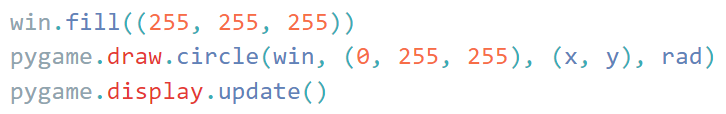 win.fill((255, 255, 255))
pygame.draw.circle(win, (0, 255, 255), (x, y), rad)
pygame.display.update()